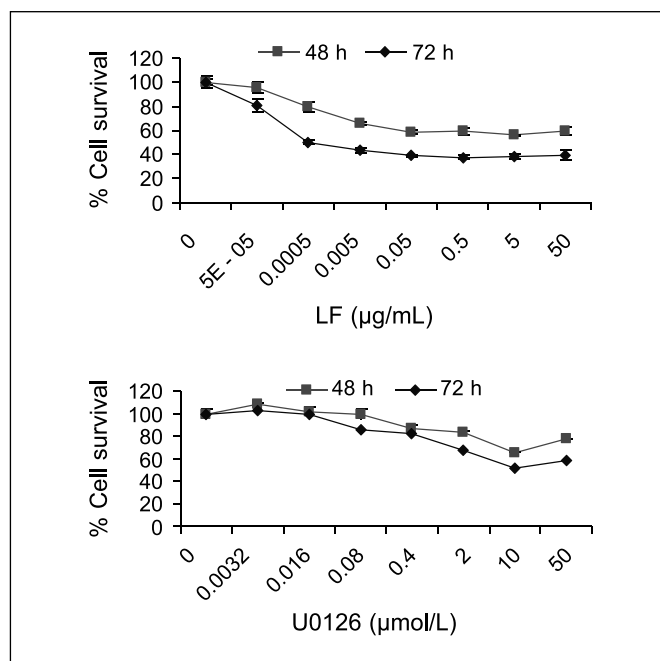 48 h 72 h
120
100
80
60
40
20
0
% Cell survival
0 5E - 05 0.0005 0.005 0.05 0.5 5 50
LF (µg/mL)
48 h 72 h
120
100
80
60
40
20
0
% Cell survival
0 0.0032 0.016 0.08 0.4 2 10 50
U0126 (µmol/L)